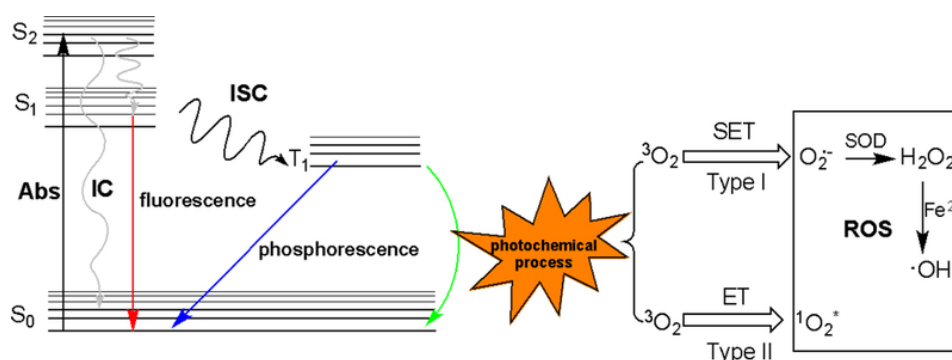 S₂
S₁
ISC
T₁
Abs
IC
fluorescence
phosphorescence
S₀
photochemical
process
³O₂
SET
Type I
O₂·-
SOD
H₂O₂
Fe²
ROS
·OH
³O₂
ET
Type II
¹O₂*